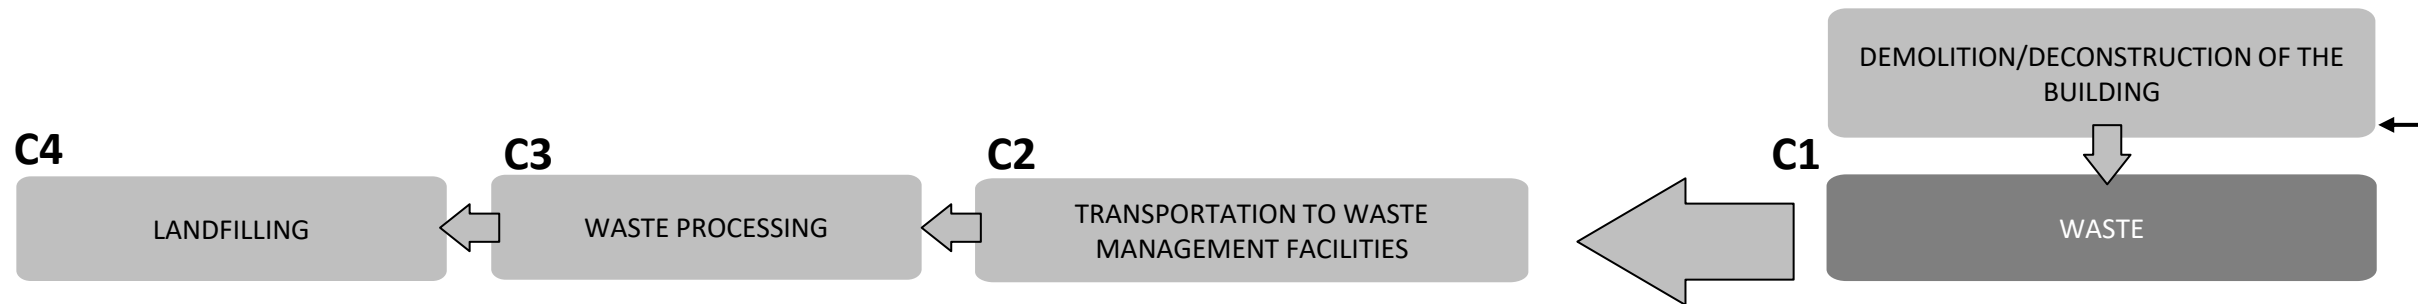 DEMOLITION/DECONSTRUCTION OF THE
BUILDING
C4
C3
C2
C1
LANDFILLING
WASTE PROCESSING
TRANSPORTATION TO WASTE
MANAGEMENT FACILITIES
WASTE